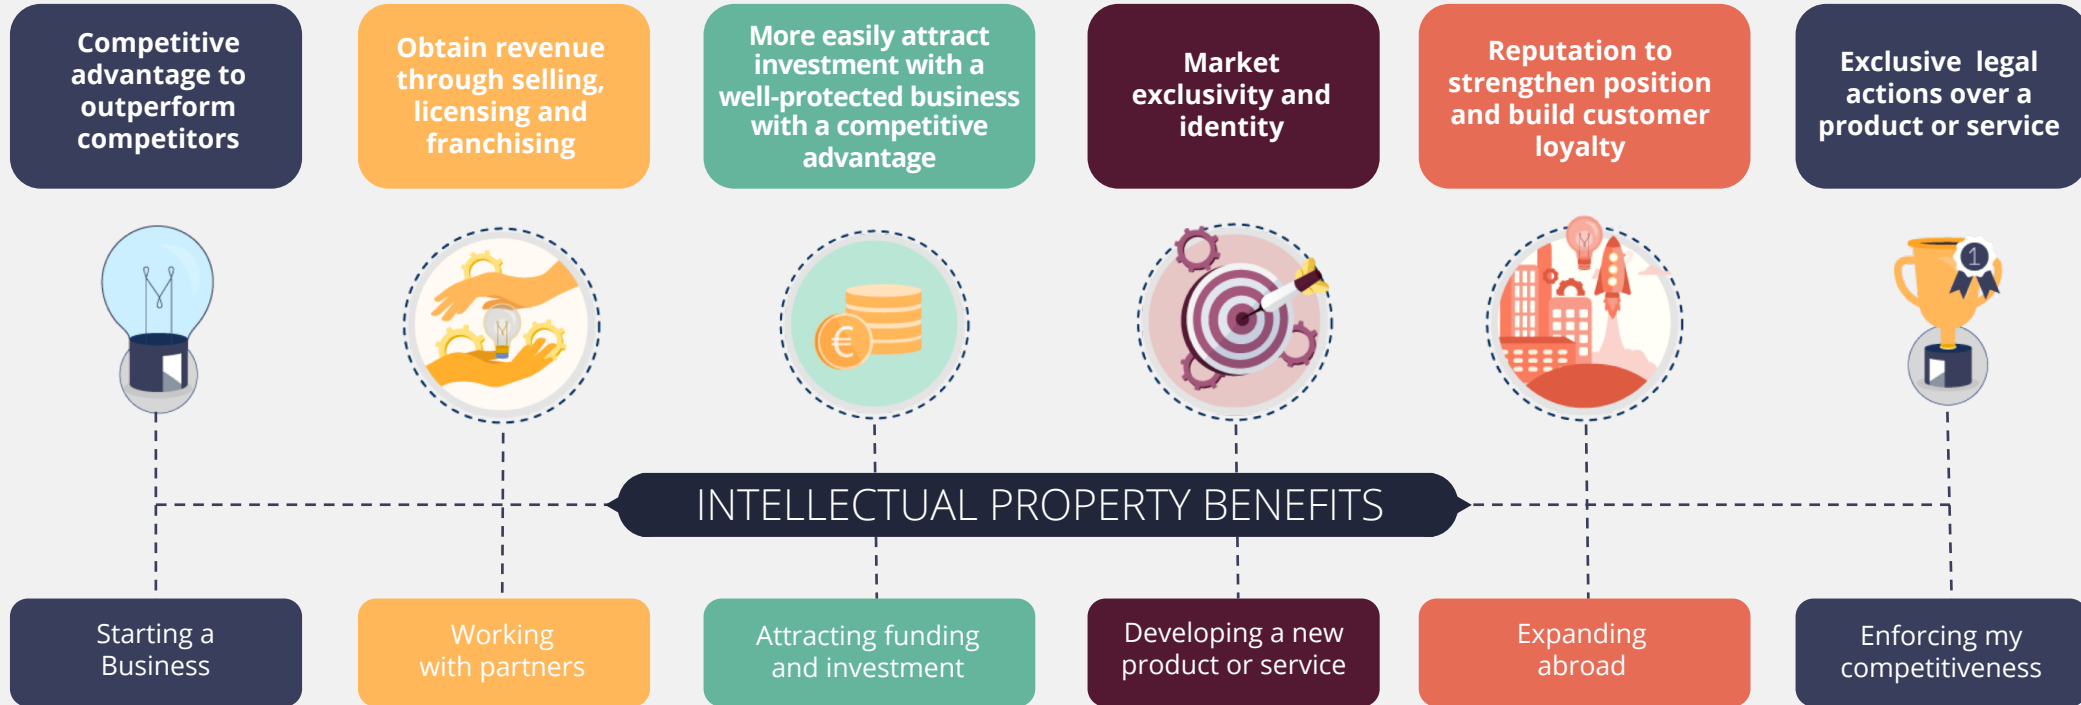 Competitive
advantage to
outperform
competitors
Obtain revenue
through selling,
licensing and
franchising
More easily attract
investment with a
well-protected business
with a competitive
advantage
Market
exclusivity and
identity
Reputation to
strengthen position
and build customer
loyalty
Exclusive legal
actions over a
product or service
€
1
INTELLECTUAL PROPERTY BENEFITS
Starting a
Business
Working
with partners
Attracting funding
and investment
Developing a new
product or service
Expanding
abroad
Enforcing my
competitiveness